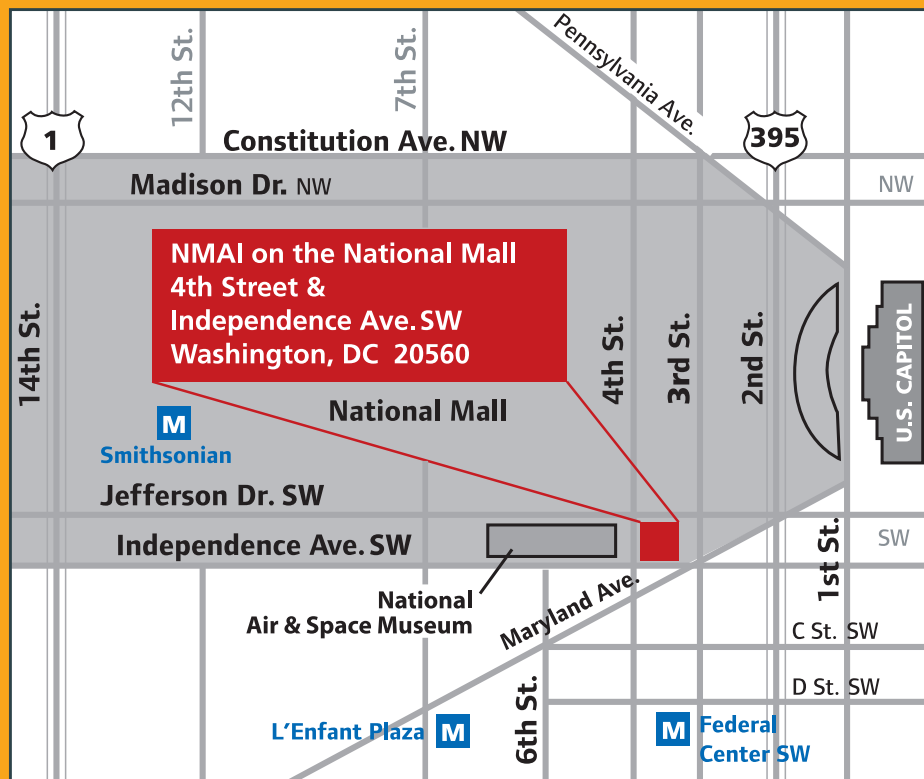 12th St.
7th St.
Pennsylvania Ave.
1
395
Constitution Ave. NW
Madison Dr. NW
NW
NMAI on the National Mall
4th Street &
Independence Ave. SW
Washington, DC 20560
14th St.
4th St.
3rd St.
2nd St.
U.S. CAPITOL
National Mall
M
Smithsonian
Jefferson Dr. SW
Independence Ave. SW
SW
1st St.
National
Air & Space Museum
Maryland Ave.
C St. SW
D St. SW
6th St.
L'Enfant Plaza M
M Federal
Center SW